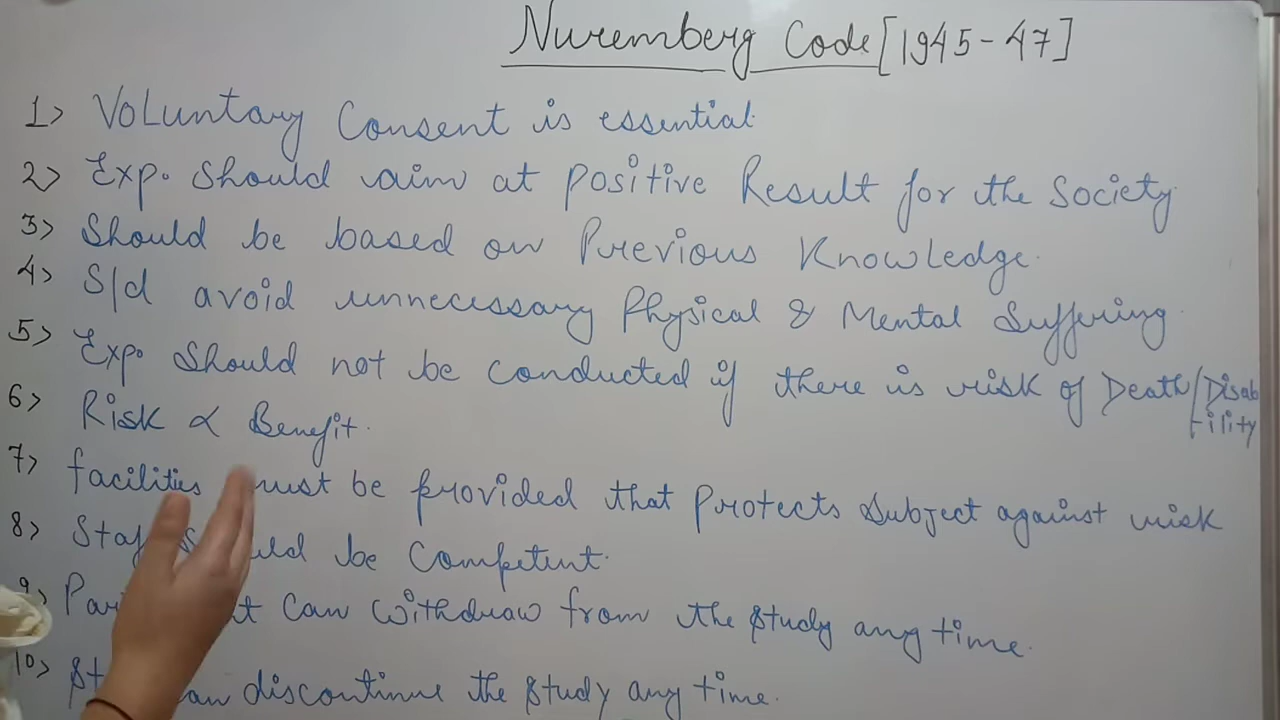 Nuremberg Code [1945-47]
1> Voluntary Consent is essential.
2> Exp. Should aim at positive Result for the Society.
3> Should be based on Previous Knowledge.
4> S/d avoid unnecessary Physical & Mental Suffering.
5> Exp. Should not be conducted if there is risk of Death/Disab
ility
6> Risk ∝ Benefit.
7> facilities must be provided that Protects Subject against risk
8> be Competent.
9> Can withdraw from the study any time.
10> discontinue the study any time.